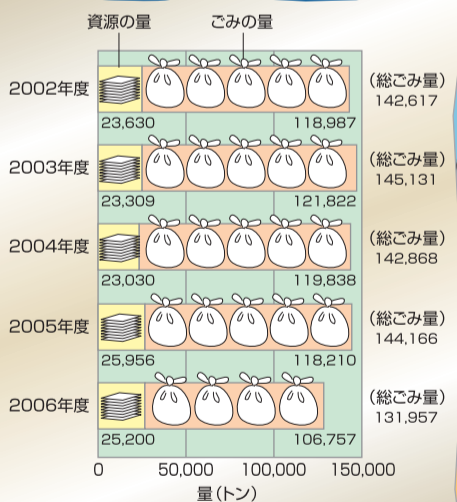 資源の量 ごみの量
2002年度 (総ごみ量)
142,617
23,630 118,987
2003年度 (総ごみ量)
145,131
23,309 121,822
2004年度 (総ごみ量)
142,868
23,030 119,838
2005年度 (総ごみ量)
144,166
25,956 118,210
2006年度 (総ごみ量)
131,957
25,200 106,757
0 50,000 100,000 150,000
量(トン)